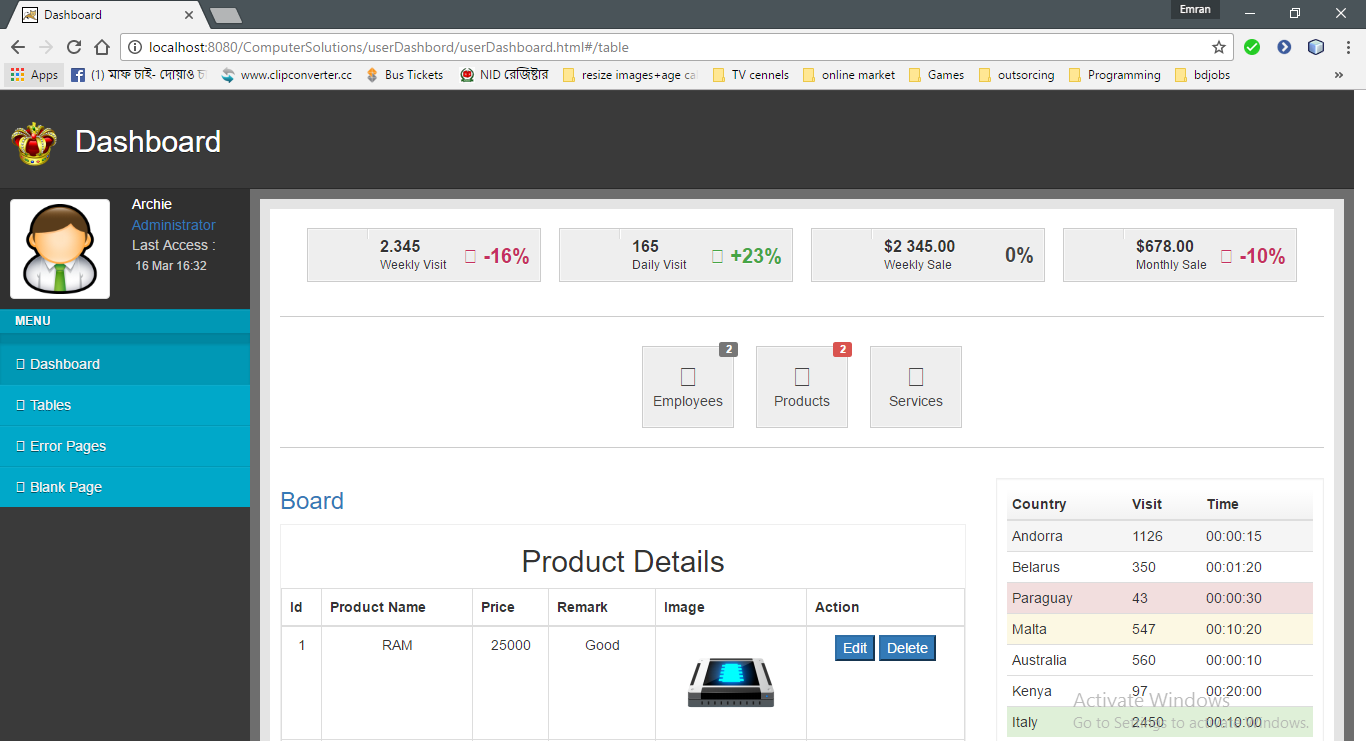 Dashboard
Emran
localhost:8080/ComputerSolutions/userDashbord/userDashboard.html#/table
Apps
(1) মাফ চাই- দোয়াও চ
www.clipconverter.cc
Bus Tickets
NID রেজিষ্টার
resize images+age ca
TV cennels
online market
Games
outsorcing
Programming
bdjobs
»
Dashboard
Archie
Administrator
Last Access :
16 Mar 16:32
MENU
Dashboard
Tables
Error Pages
Blank Page
2.345
Weekly Visit
-16%
165
Daily Visit
+23%
$2 345.00
Weekly Sale
0%
$678.00
Monthly Sale
-10%
2
Employees
2
Products
Services
Board
Product Details
Id Product Name Price Remark Image Action
1 RAM 25000 Good Edit Delete
Country Visit Time
Andorra 1126 00:00:15
Belarus 350 00:01:20
Paraguay 43 00:00:30
Malta 547 00:10:20
Australia 560 00:00:10
Kenya 97 00:20:00
Italy 2450 00:10:00
Activate Windows
Go to Settings to activate Windows.